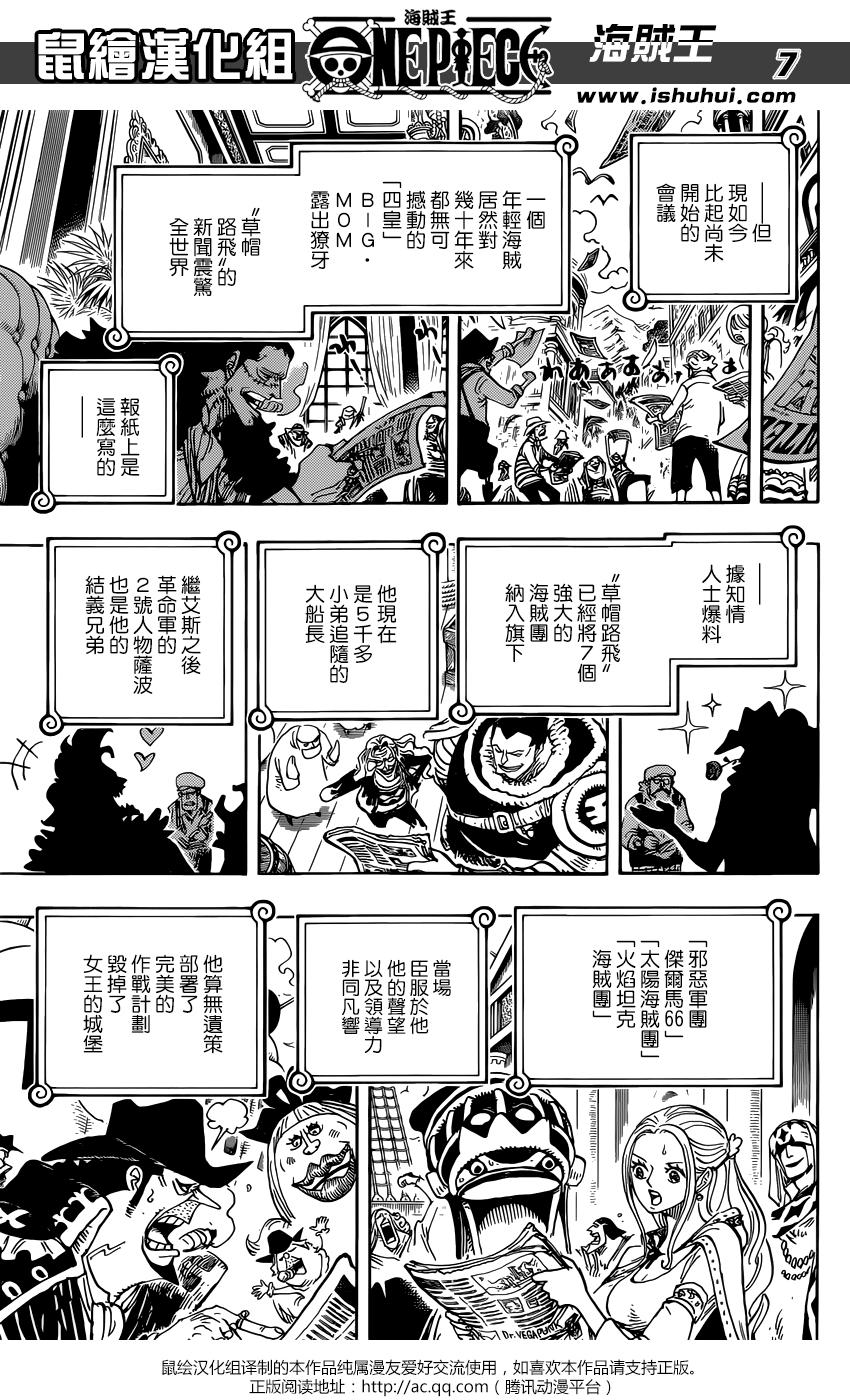 鼠繪漢化組
海賊王
ONE PIECE
海賊王
7
www.ishuhui.com
——但
現如今
比起尚未
開始的
會議
一個
年輕海賊
居然對
幾十年來
都無可
撼動的
「四皇」
BIG·
MOM
露出獠牙
〝草帽
路飛〞的
新聞震驚
全世界
わあああぁ
報紙上是
這麼寫的
——
——
據知情
人士爆料
〝草帽路飛〞
已經將7個
強大的
海賊團
納入旗下
他現在
是5千多
小弟追隨的
大船長
繼艾斯之後
革命軍的
2號人物薩波
也是他的
結義兄弟
「邪惡軍團
傑爾馬66」
「太陽海賊團」
「火焰坦克
海賊團」
當場
臣服於他
他的聲望
以及領導力
非同凡響
他算無遺策
部署了
完美的
作戰計劃
毀掉了
女王的城堡
Dr.VEGAPUNK
鼠绘汉化组译制的本作品纯属漫友爱好交流使用，如喜欢本作品请支持正版。
正版阅读地址：http://ac.qq.com（腾讯动漫平台）